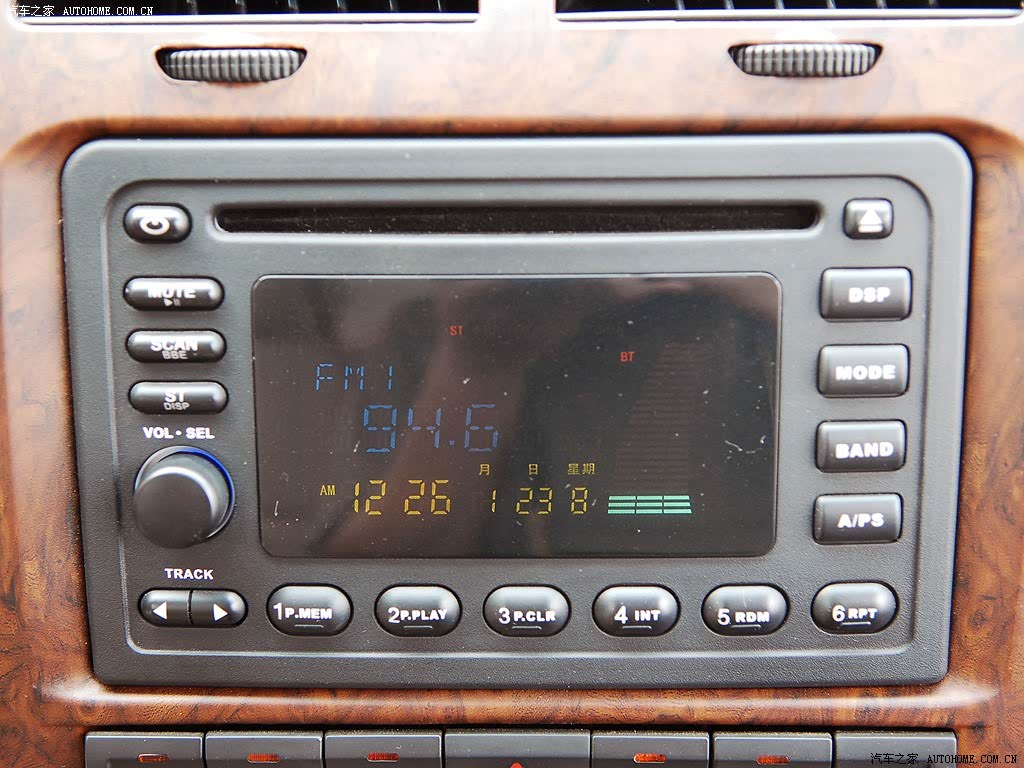 汽车之家 AUTOHOME.COM.CN
MUTE
DSP
ST
SCAN
BBE
BT
FM1
MODE
ST
DISP
94.6
VOL•SEL
BAND
月 日 星期
AM 12 26 1 23 8
A/PS
TRACK
1 P.MEM 2 P.PLAY 3 P.CLR 4 INT 5 RDM 6 RPT
汽车之家 AUTOHOME.COM.CN